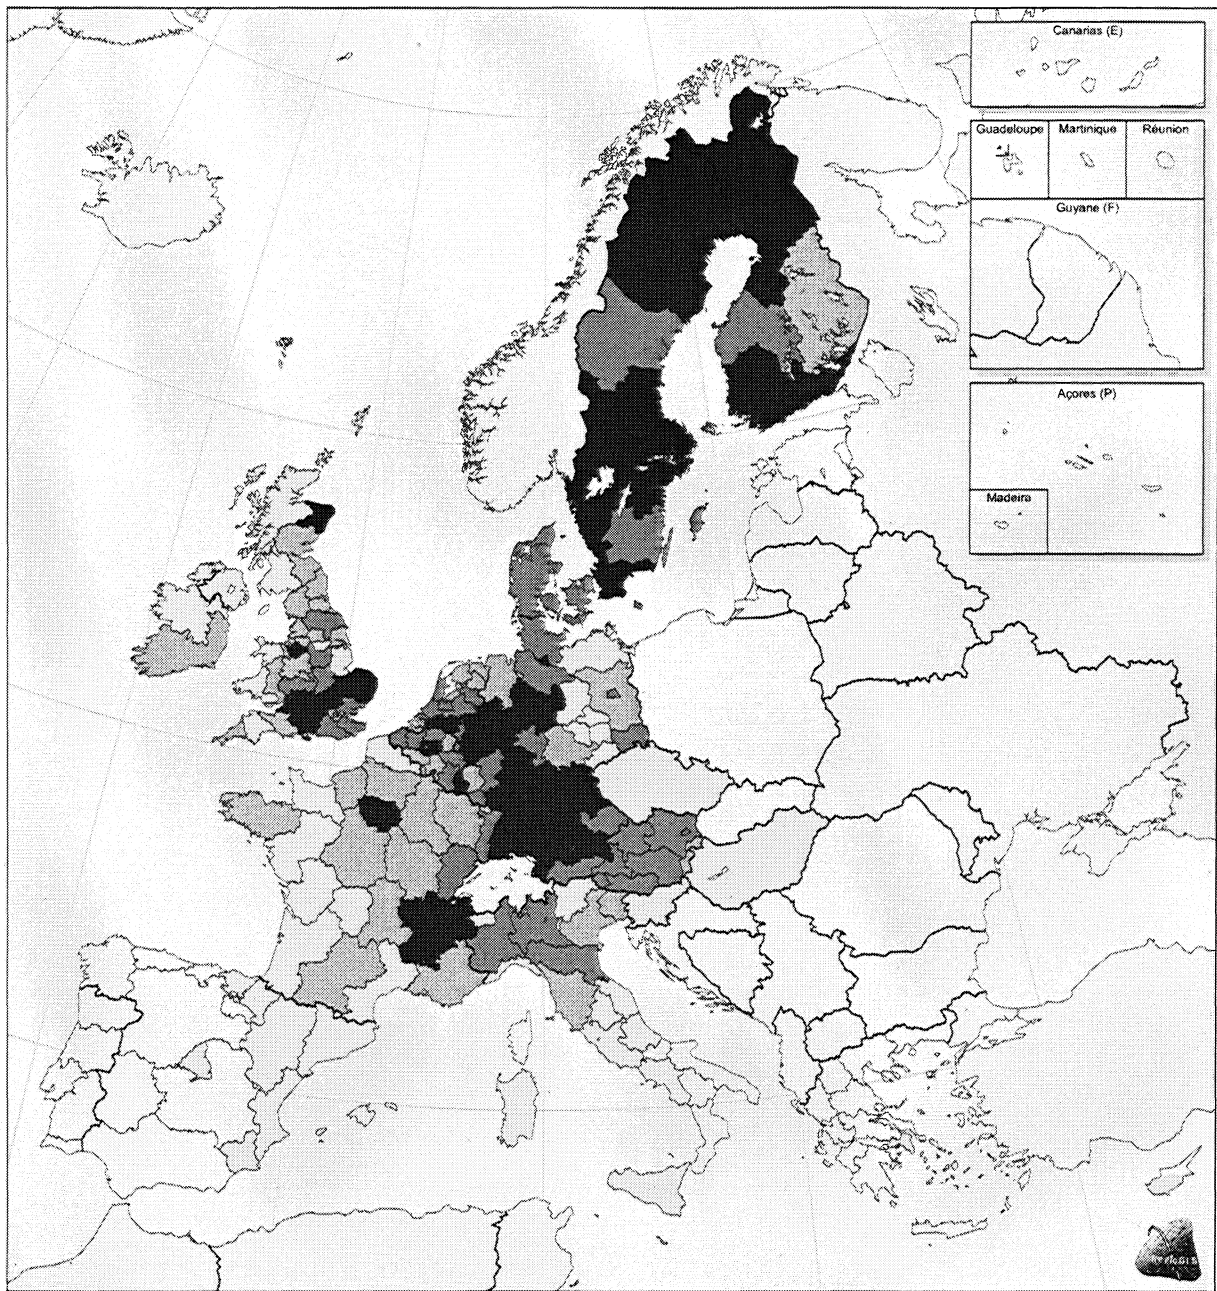 Canarias (E)
Guadeloupe
Martinique
Réunion
Guyane (F)
Açores (P)
Madeira